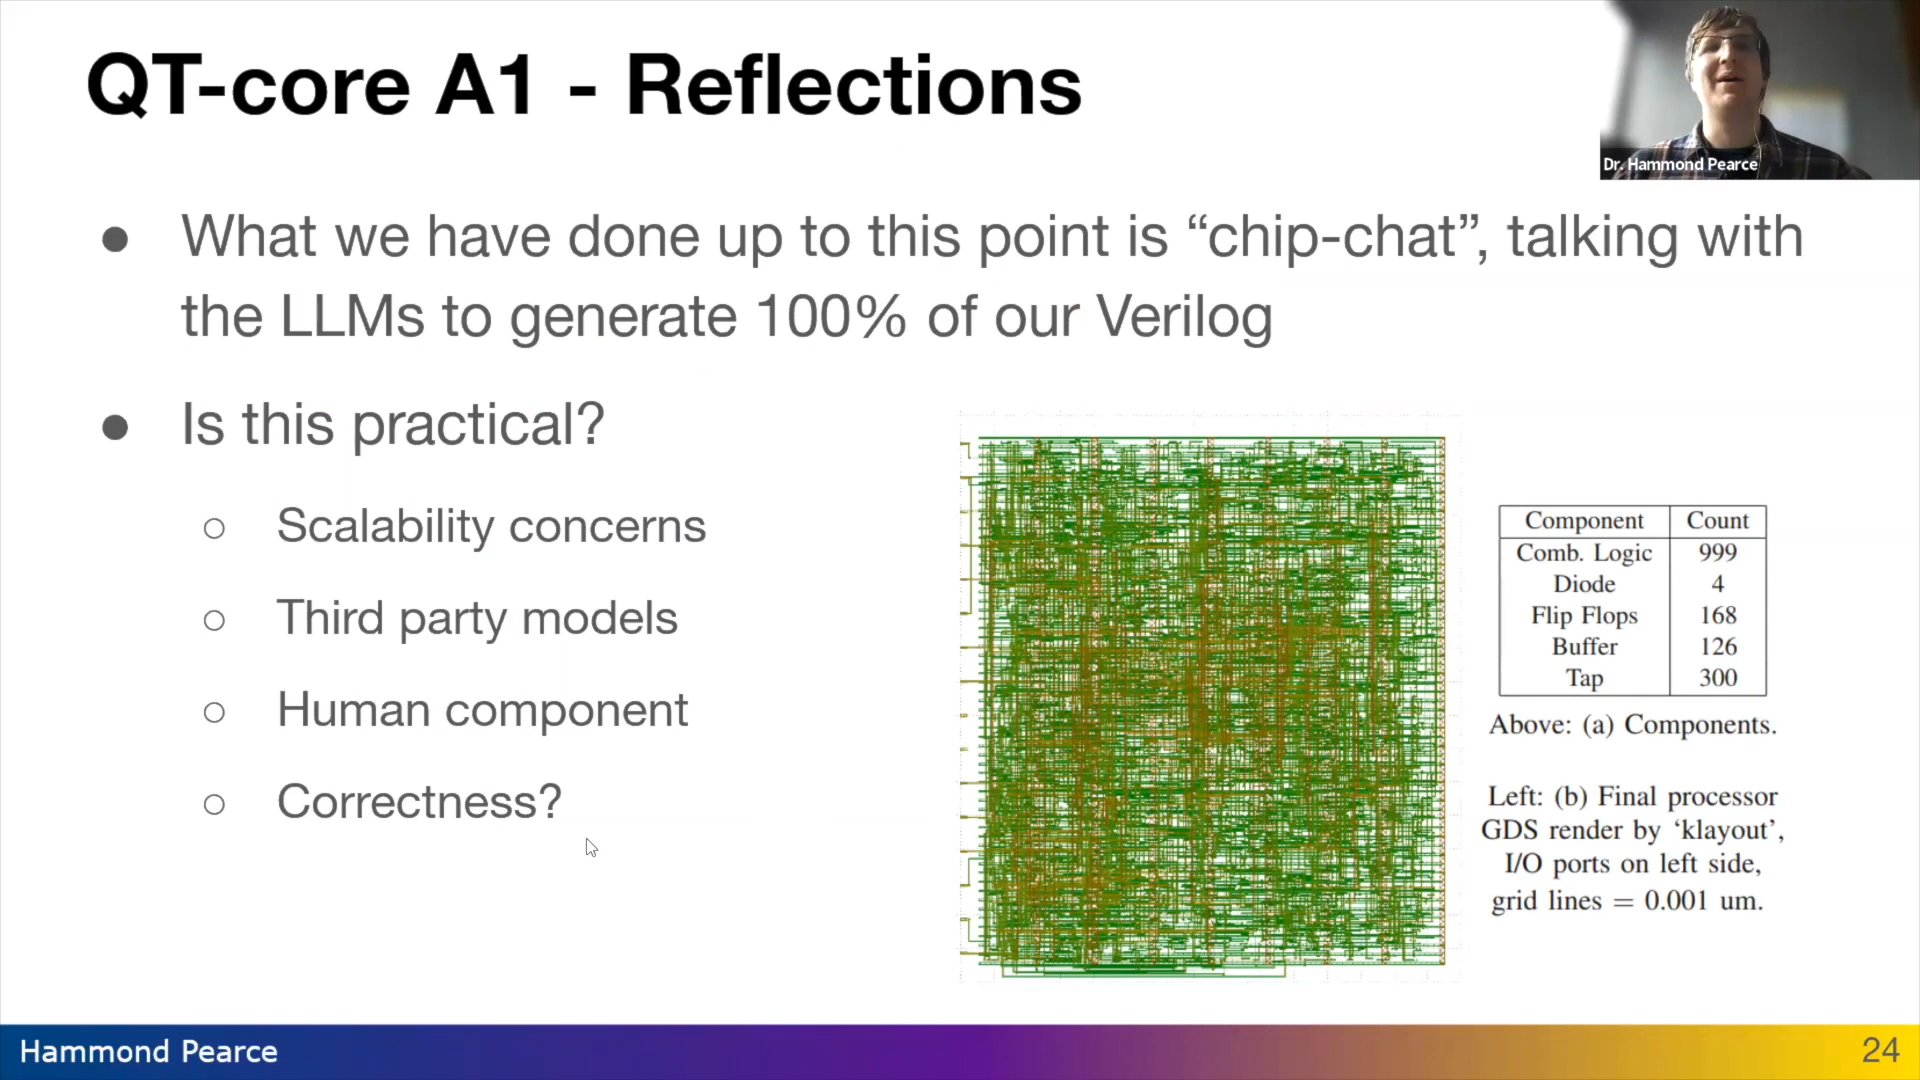 QT-core A1 - Reflections
Dr. Hammond Pearce
● What we have done up to this point is “chip-chat”, talking with
the LLMs to generate 100% of our Verilog
● Is this practical?
○ Scalability concerns
○ Third party models
○ Human component
○ Correctness?
Component Count
Comb. Logic 999
Diode 4
Flip Flops 168
Buffer 126
Tap 300
Above: (a) Components.
Left: (b) Final processor
GDS render by ‘klayout’,
I/O ports on left side,
grid lines = 0.001 um.
Hammond Pearce
24